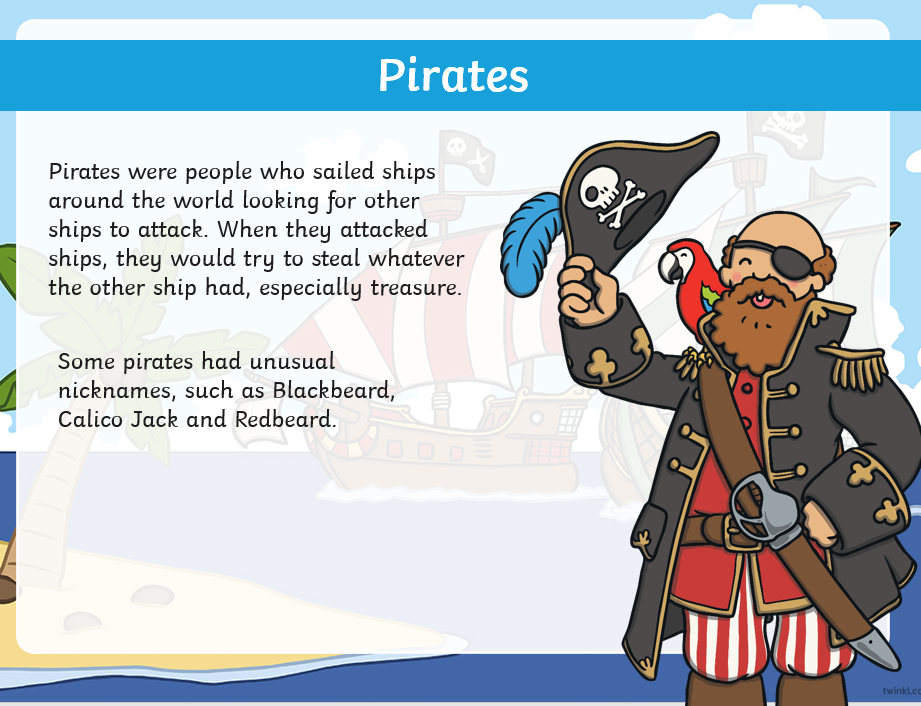 Pirates
Pirates were people who sailed ships
around the world looking for other
ships to attack. When they attacked
ships, they would try to steal whatever
the other ship had, especially treasure.
Some pirates had unusual
nicknames, such as Blackbeard,
Calico Jack and Redbeard.